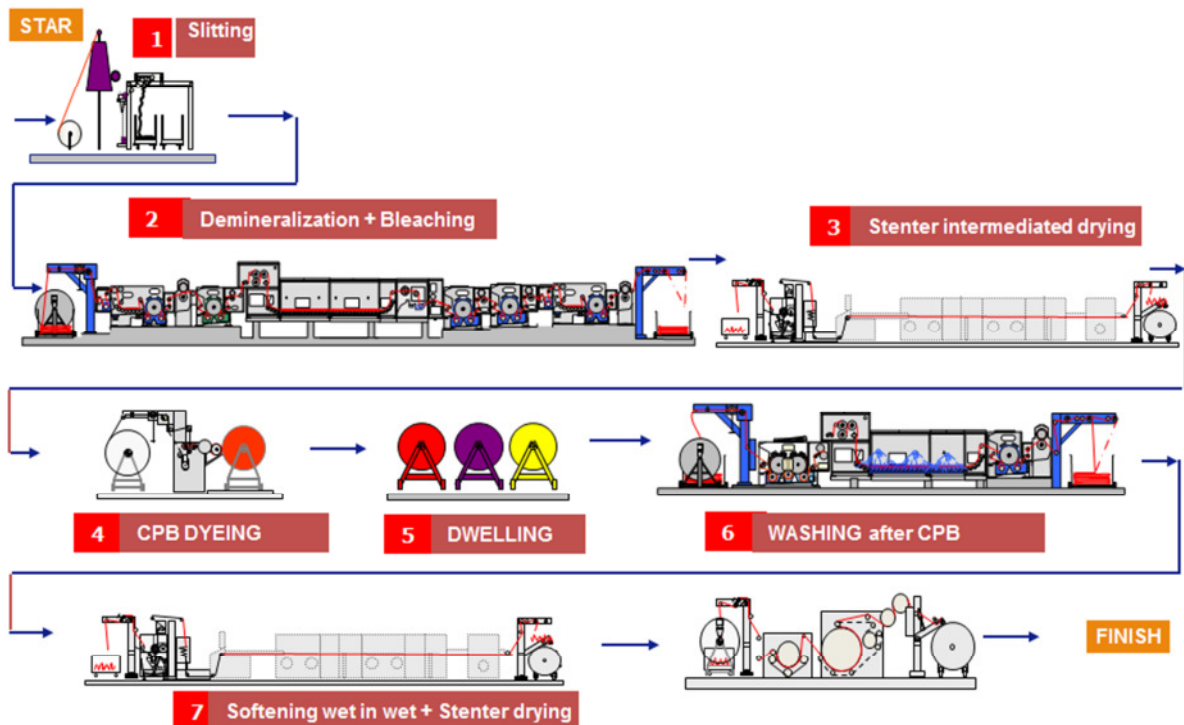 STAR
1 Slitting
2 Demineralization + Bleaching
3 Stenter intermediated drying
4 CPB DYEING
5 DWELLING
6 WASHING after CPB
7 Softening wet in wet + Stenter drying
FINISH